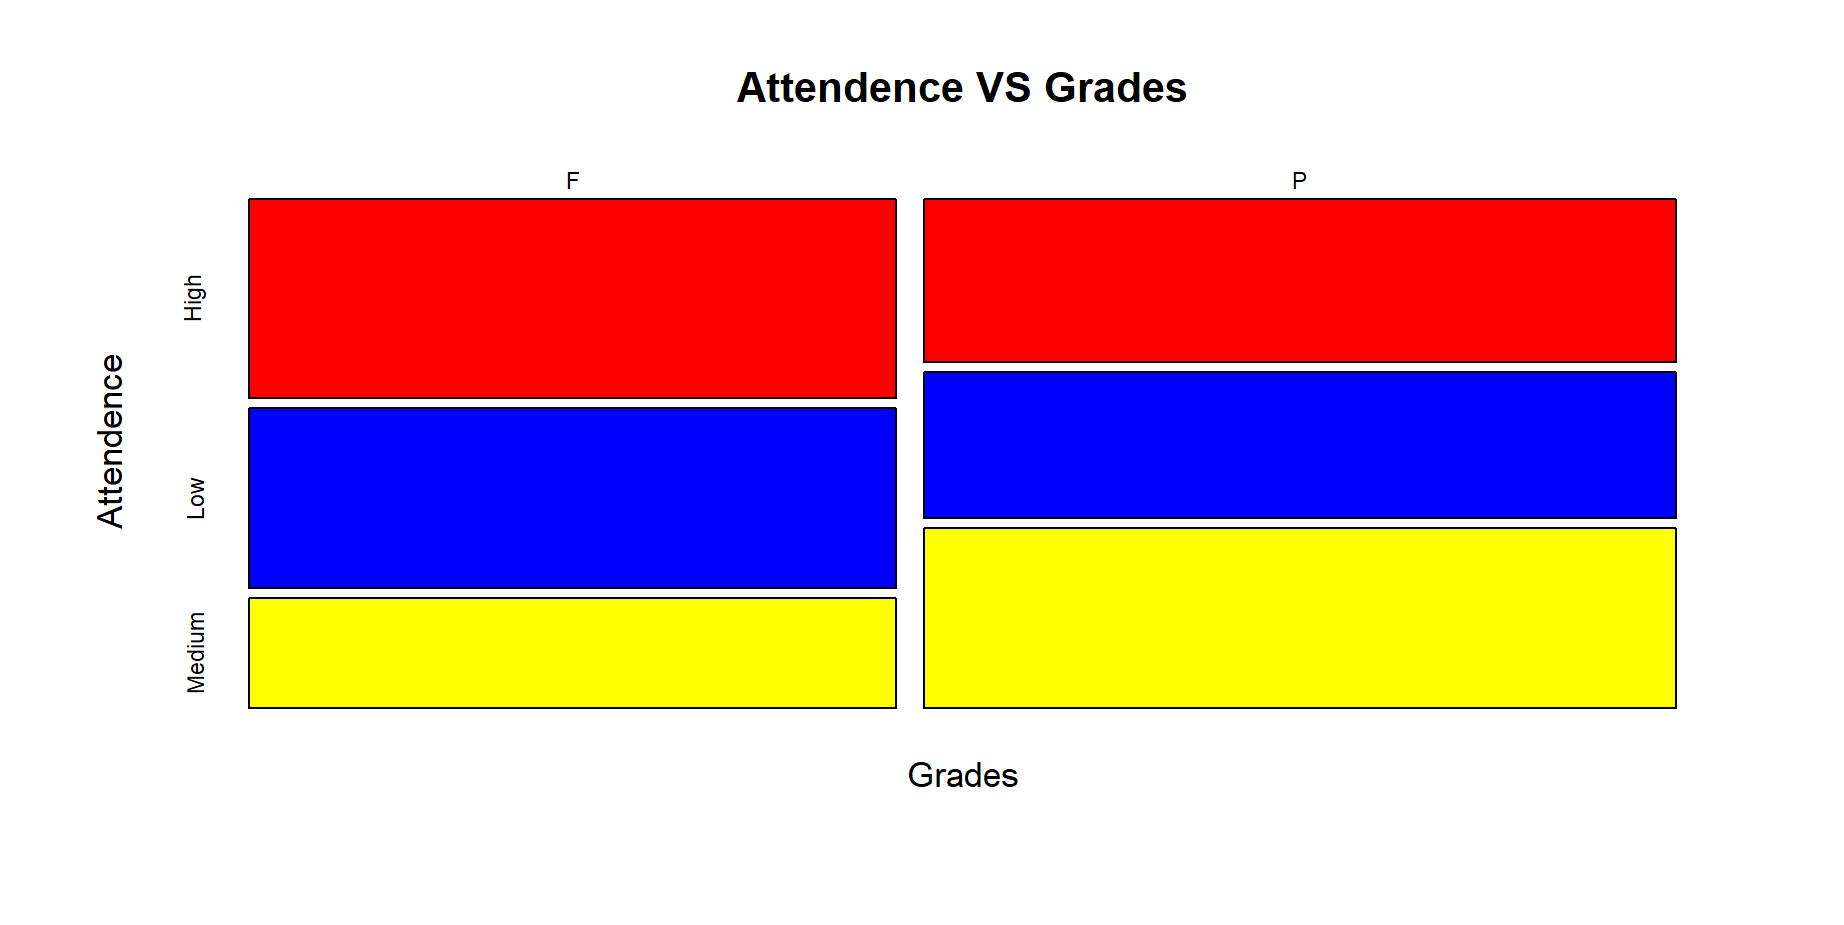 Attendence VS Grades
F
P
High
Low
Medium
Attendence
Grades